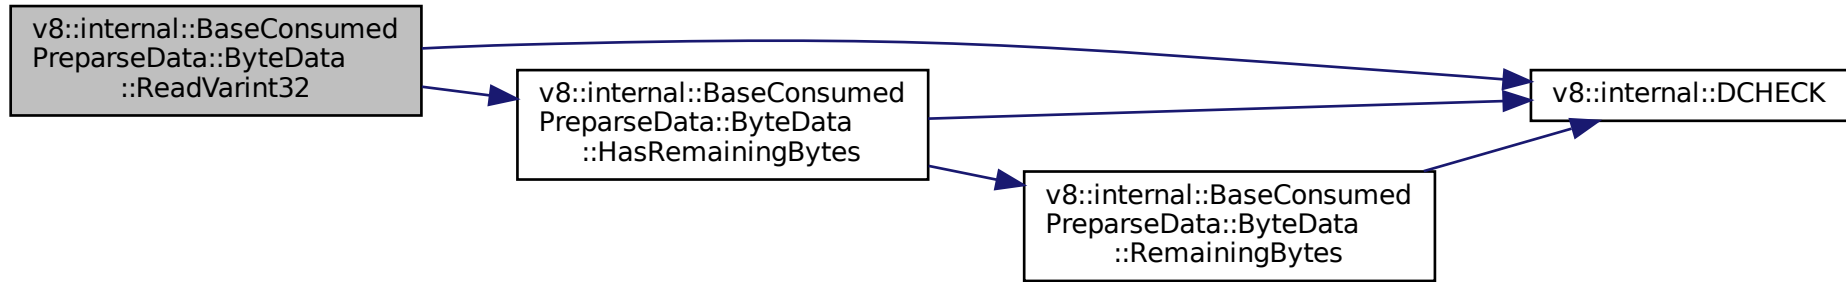 v8::internal::BaseConsumed
PreparseData::ByteData
::ReadVarint32
v8::internal::BaseConsumed
PreparseData::ByteData
::HasRemainingBytes
v8::internal::BaseConsumed
PreparseData::ByteData
::RemainingBytes
v8::internal::DCHECK